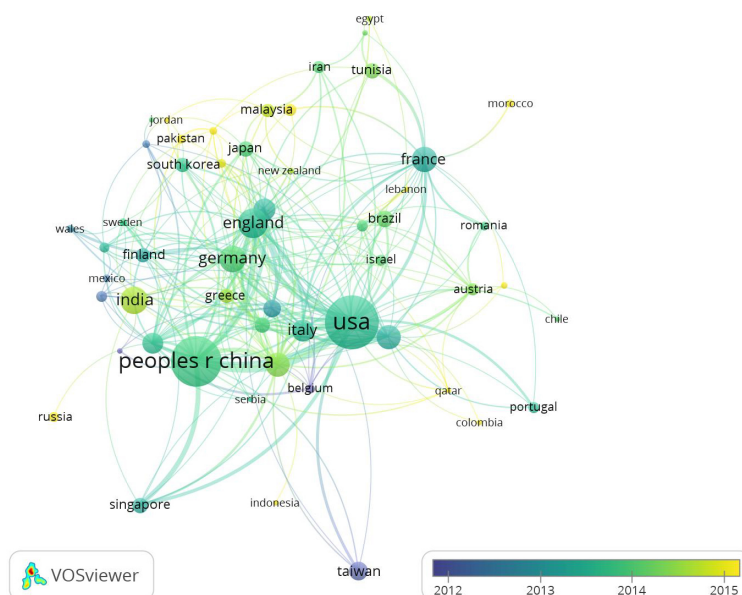 egypt
iran
tunisia
morocco
malaysia
jordan
pakistan
japan
south korea
france
new zealand
lebanon
england
brazil
romania
wales
sweden
finland
germany
israel
mexico
india
greece
austria
usa
italy
chile
peoples r china
belgium
qatar
serbia
portugal
russia
colombia
singapore
indonesia
taiwan
VOSviewer
2012 2013 2014 2015